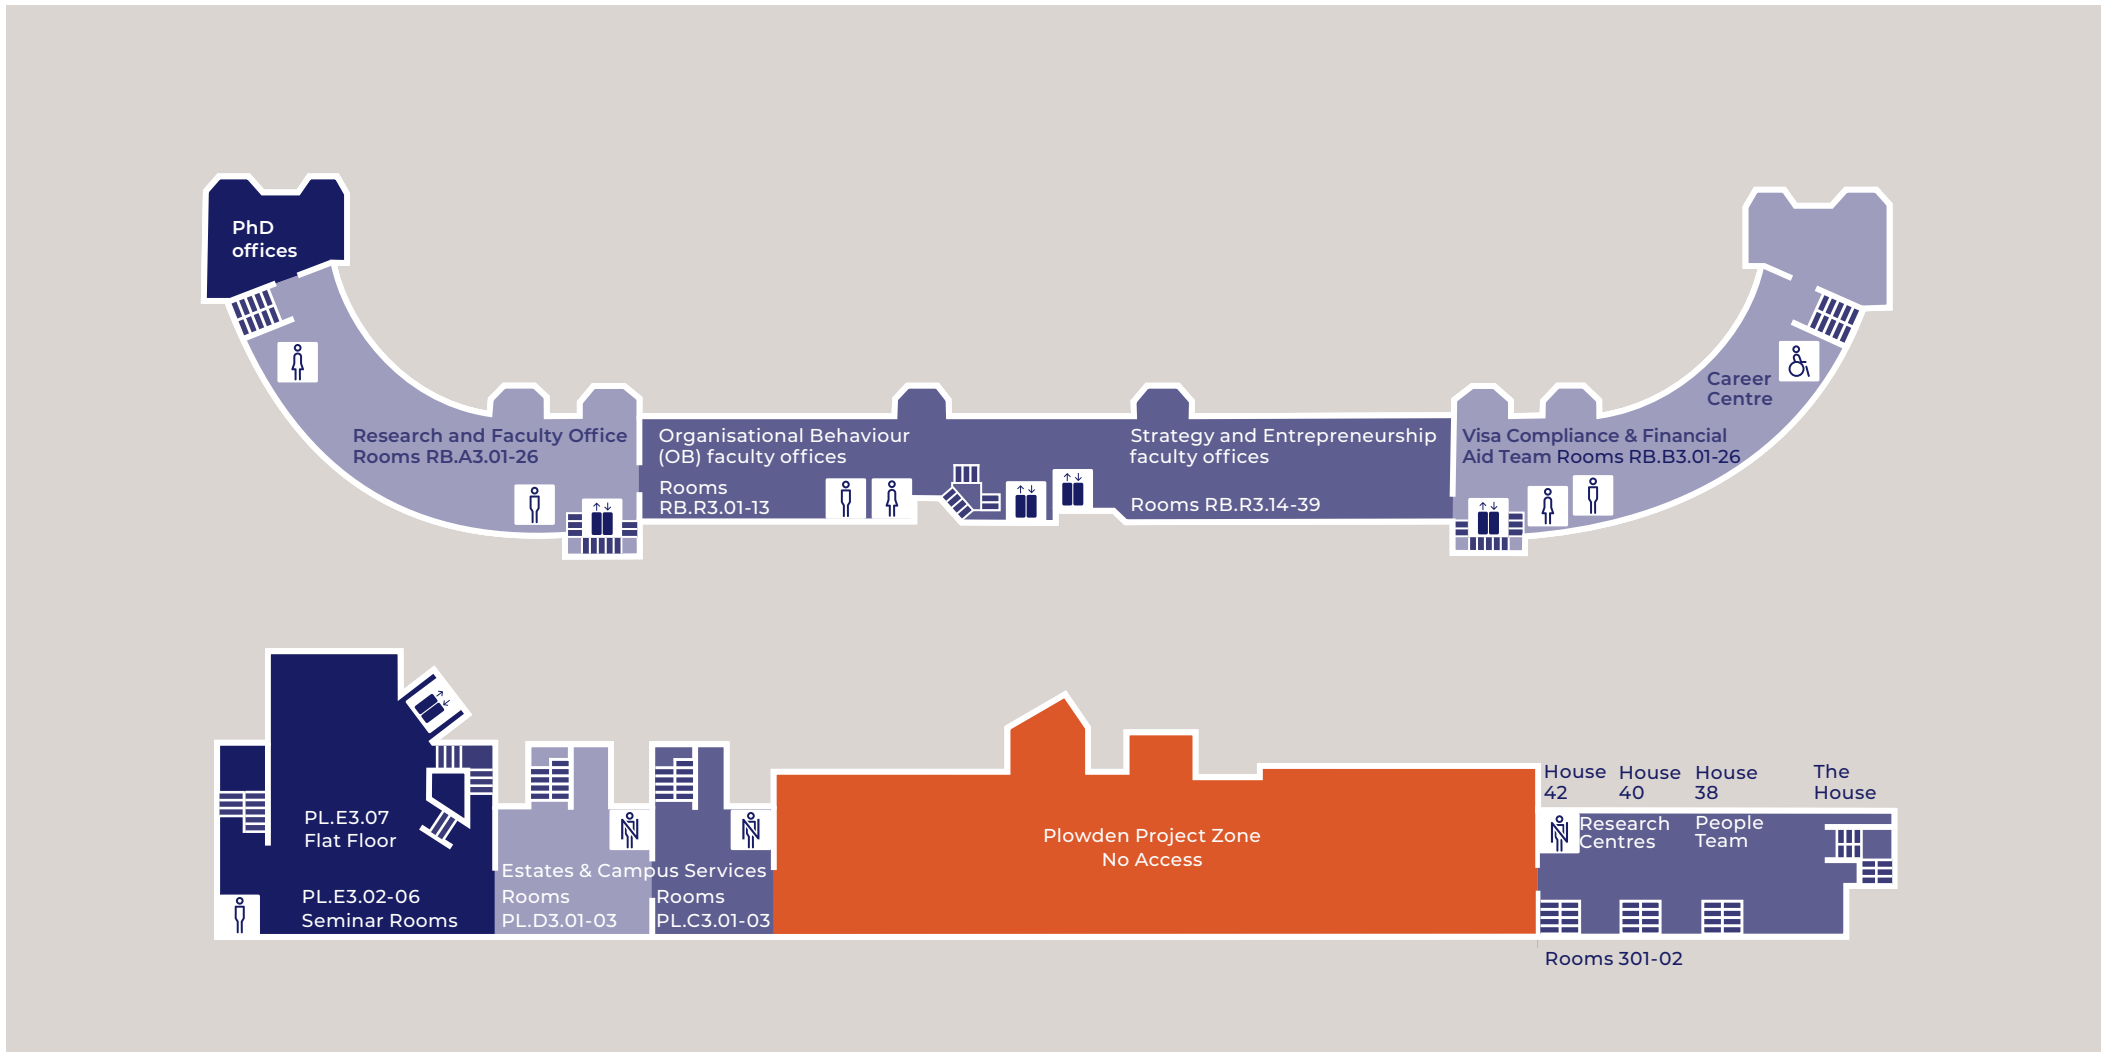 PhD
offices
Research and Faculty Office
Rooms RB.A3.01-26
Organisational Behaviour
(OB) faculty offices
Rooms
RB.R3.01-13
Strategy and Entrepreneurship
faculty offices
Rooms RB.R3.14-39
Visa Compliance & Financial
Aid Team Rooms RB.B3.01-26
Career
Centre
PL.E3.07
Flat Floor
PL.E3.02-06
Seminar Rooms
Estates & Campus Services
Rooms
PL.D3.01-03
Rooms
PL.C3.01-03
Plowden Project Zone
No Access
House
42
House
40
House
38
The
House
Research
Centres
People
Team
Rooms 301-02